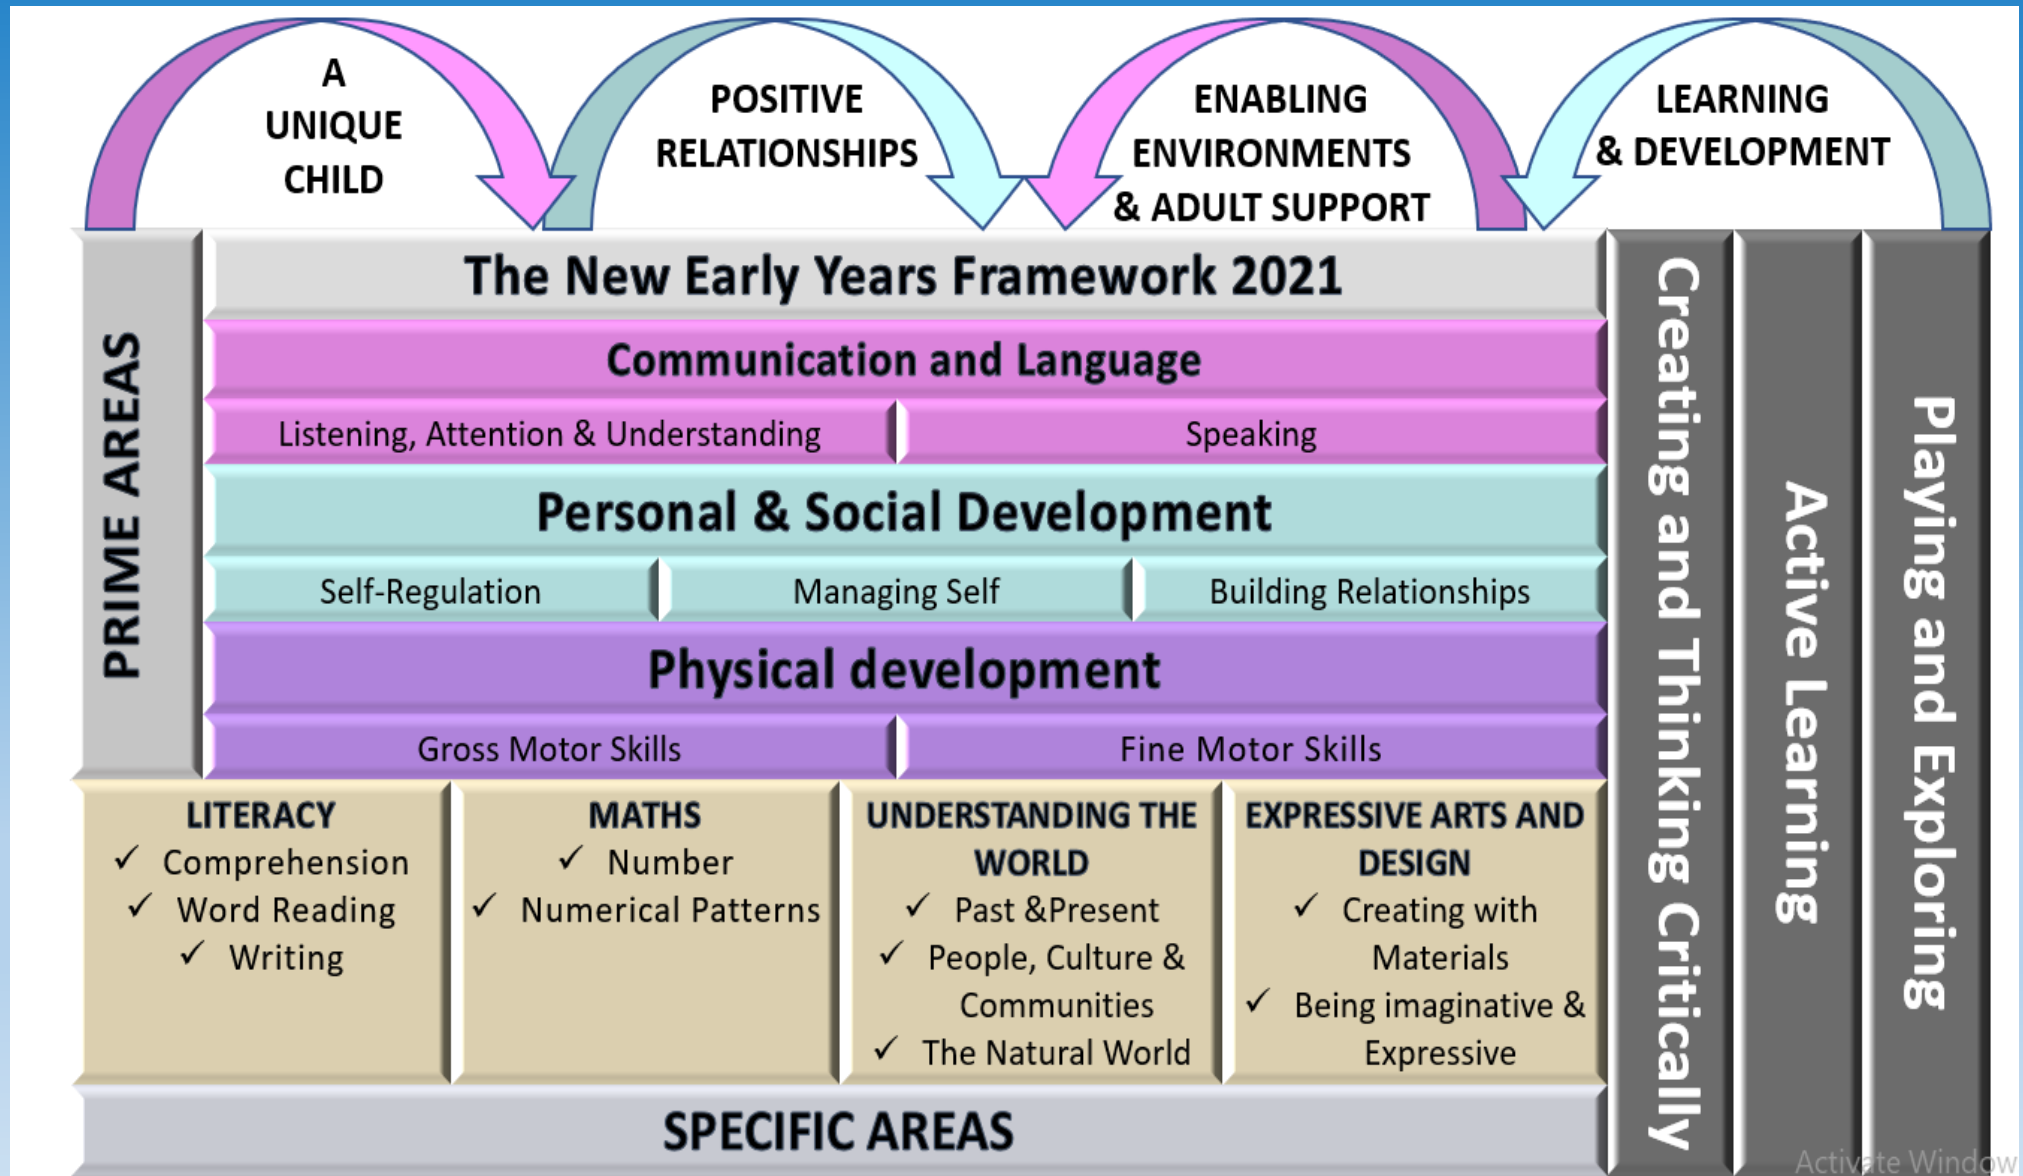 A
UNIQUE
CHILD
POSITIVE
RELATIONSHIPS
ENABLING
ENVIRONMENTS
& ADULT SUPPORT
LEARNING
& DEVELOPMENT
PRIME AREAS
The New Early Years Framework 2021
Communication and Language
Listening, Attention & Understanding
Speaking
Personal & Social Development
Self-Regulation
Managing Self
Building Relationships
Physical development
Gross Motor Skills
Fine Motor Skills
LITERACY
✓ Comprehension
✓ Word Reading
✓ Writing
MATHS
✓ Number
✓ Numerical Patterns
UNDERSTANDING THE
WORLD
✓ Past &Present
✓ People, Culture &
Communities
✓ The Natural World
EXPRESSIVE ARTS AND
DESIGN
✓ Creating with
Materials
✓ Being imaginative &
Expressive
SPECIFIC AREAS
Creating and Thinking Critically
Active Learning
Playing and Exploring
Activate Window